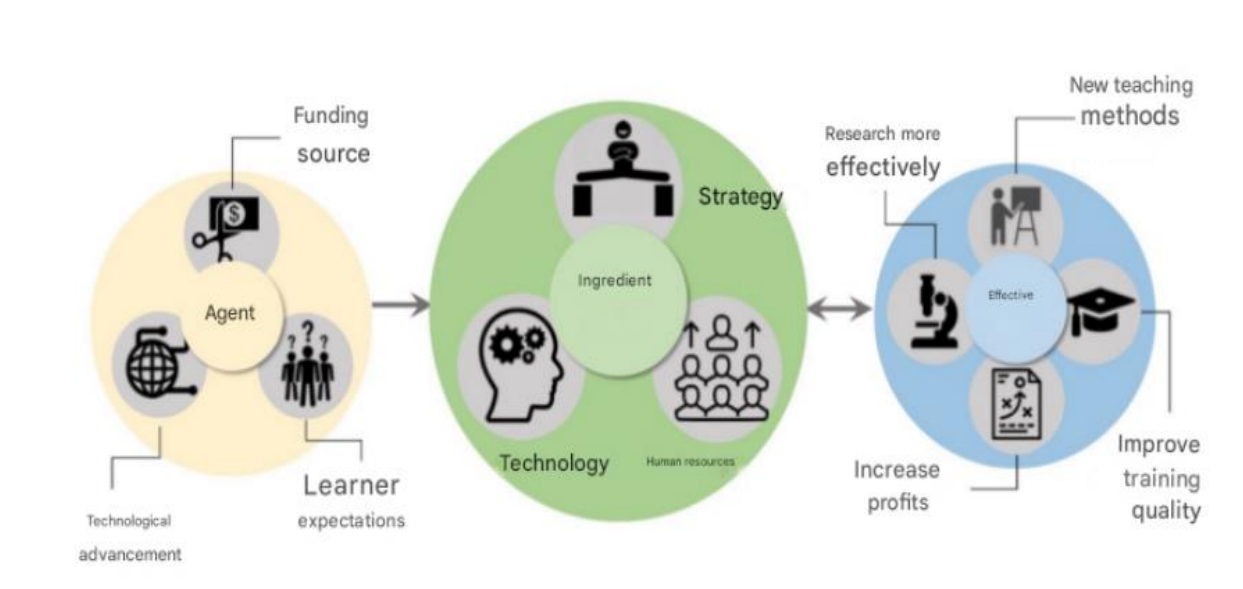 Funding
source
Agent
Technological
advancement
Learner
expectations
$
?
?
?
Strategy
Ingredient
Technology
Human resources
Research more
effectively
New teaching
methods
Effective
Increase
profits
Improve
training
quality